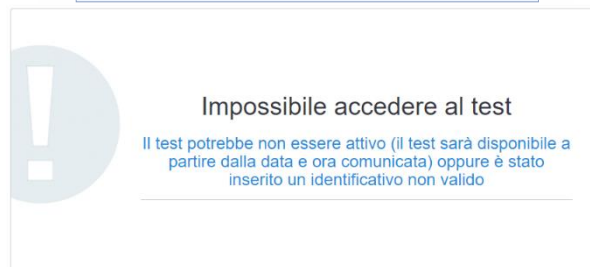 Impossibile accedere al test
Il test potrebbe non essere attivo (il test sarà disponibile a
partire dalla data e ora comunicata) oppure è stato
inserito un identificativo non valido